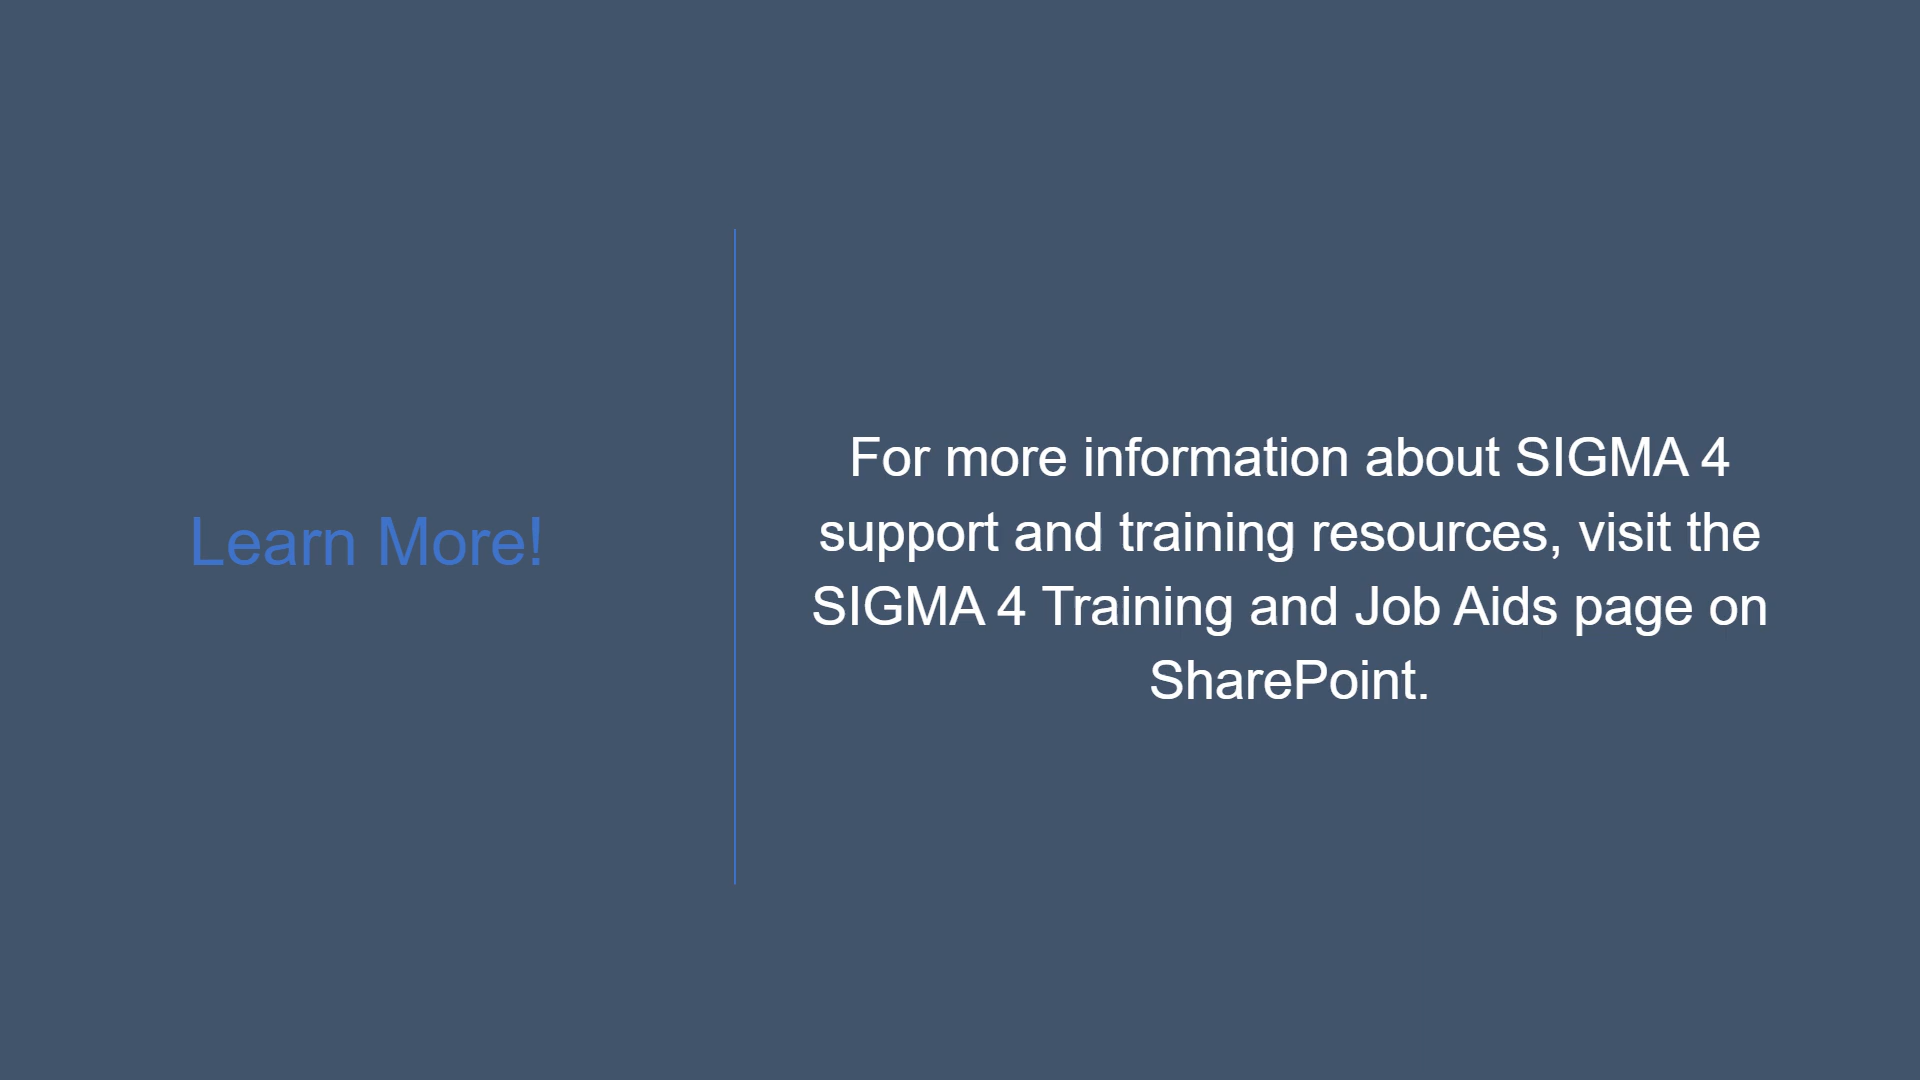 Learn More!
For more information about SIGMA 4
support and training resources, visit the
SIGMA 4 Training and Job Aids page on
SharePoint.